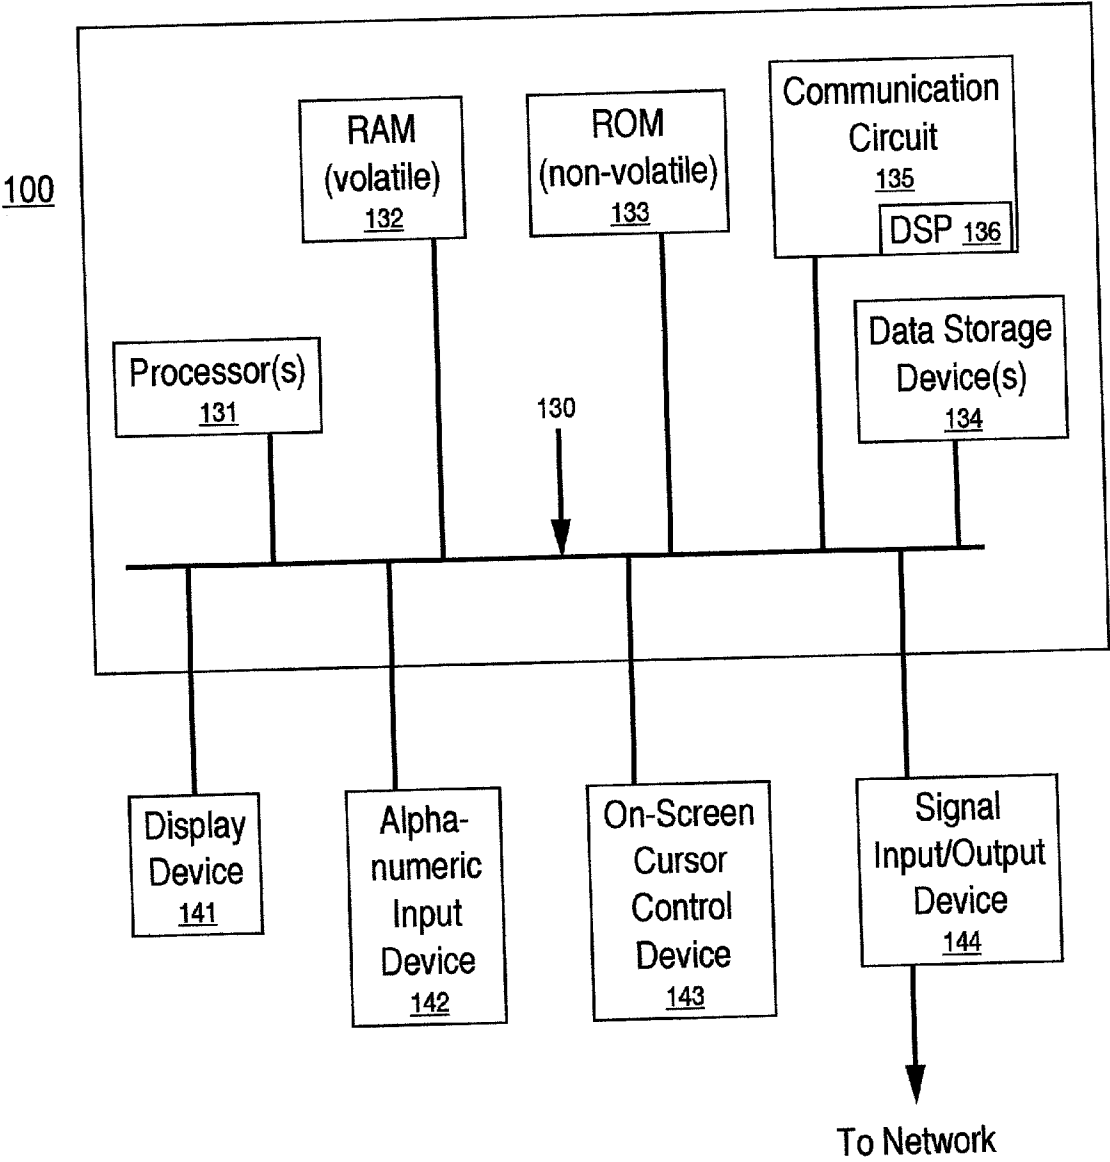 100
RAM
(volatile)
132
ROM
(non-volatile)
133
Communication
Circuit
135
DSP 136
Processor(s)
131
130
Data Storage
Device(s)
134
Display
Device
141
Alpha-
numeric
Input
Device
142
On-Screen
Cursor
Control
Device
143
Signal
Input/Output
Device
144
To Network